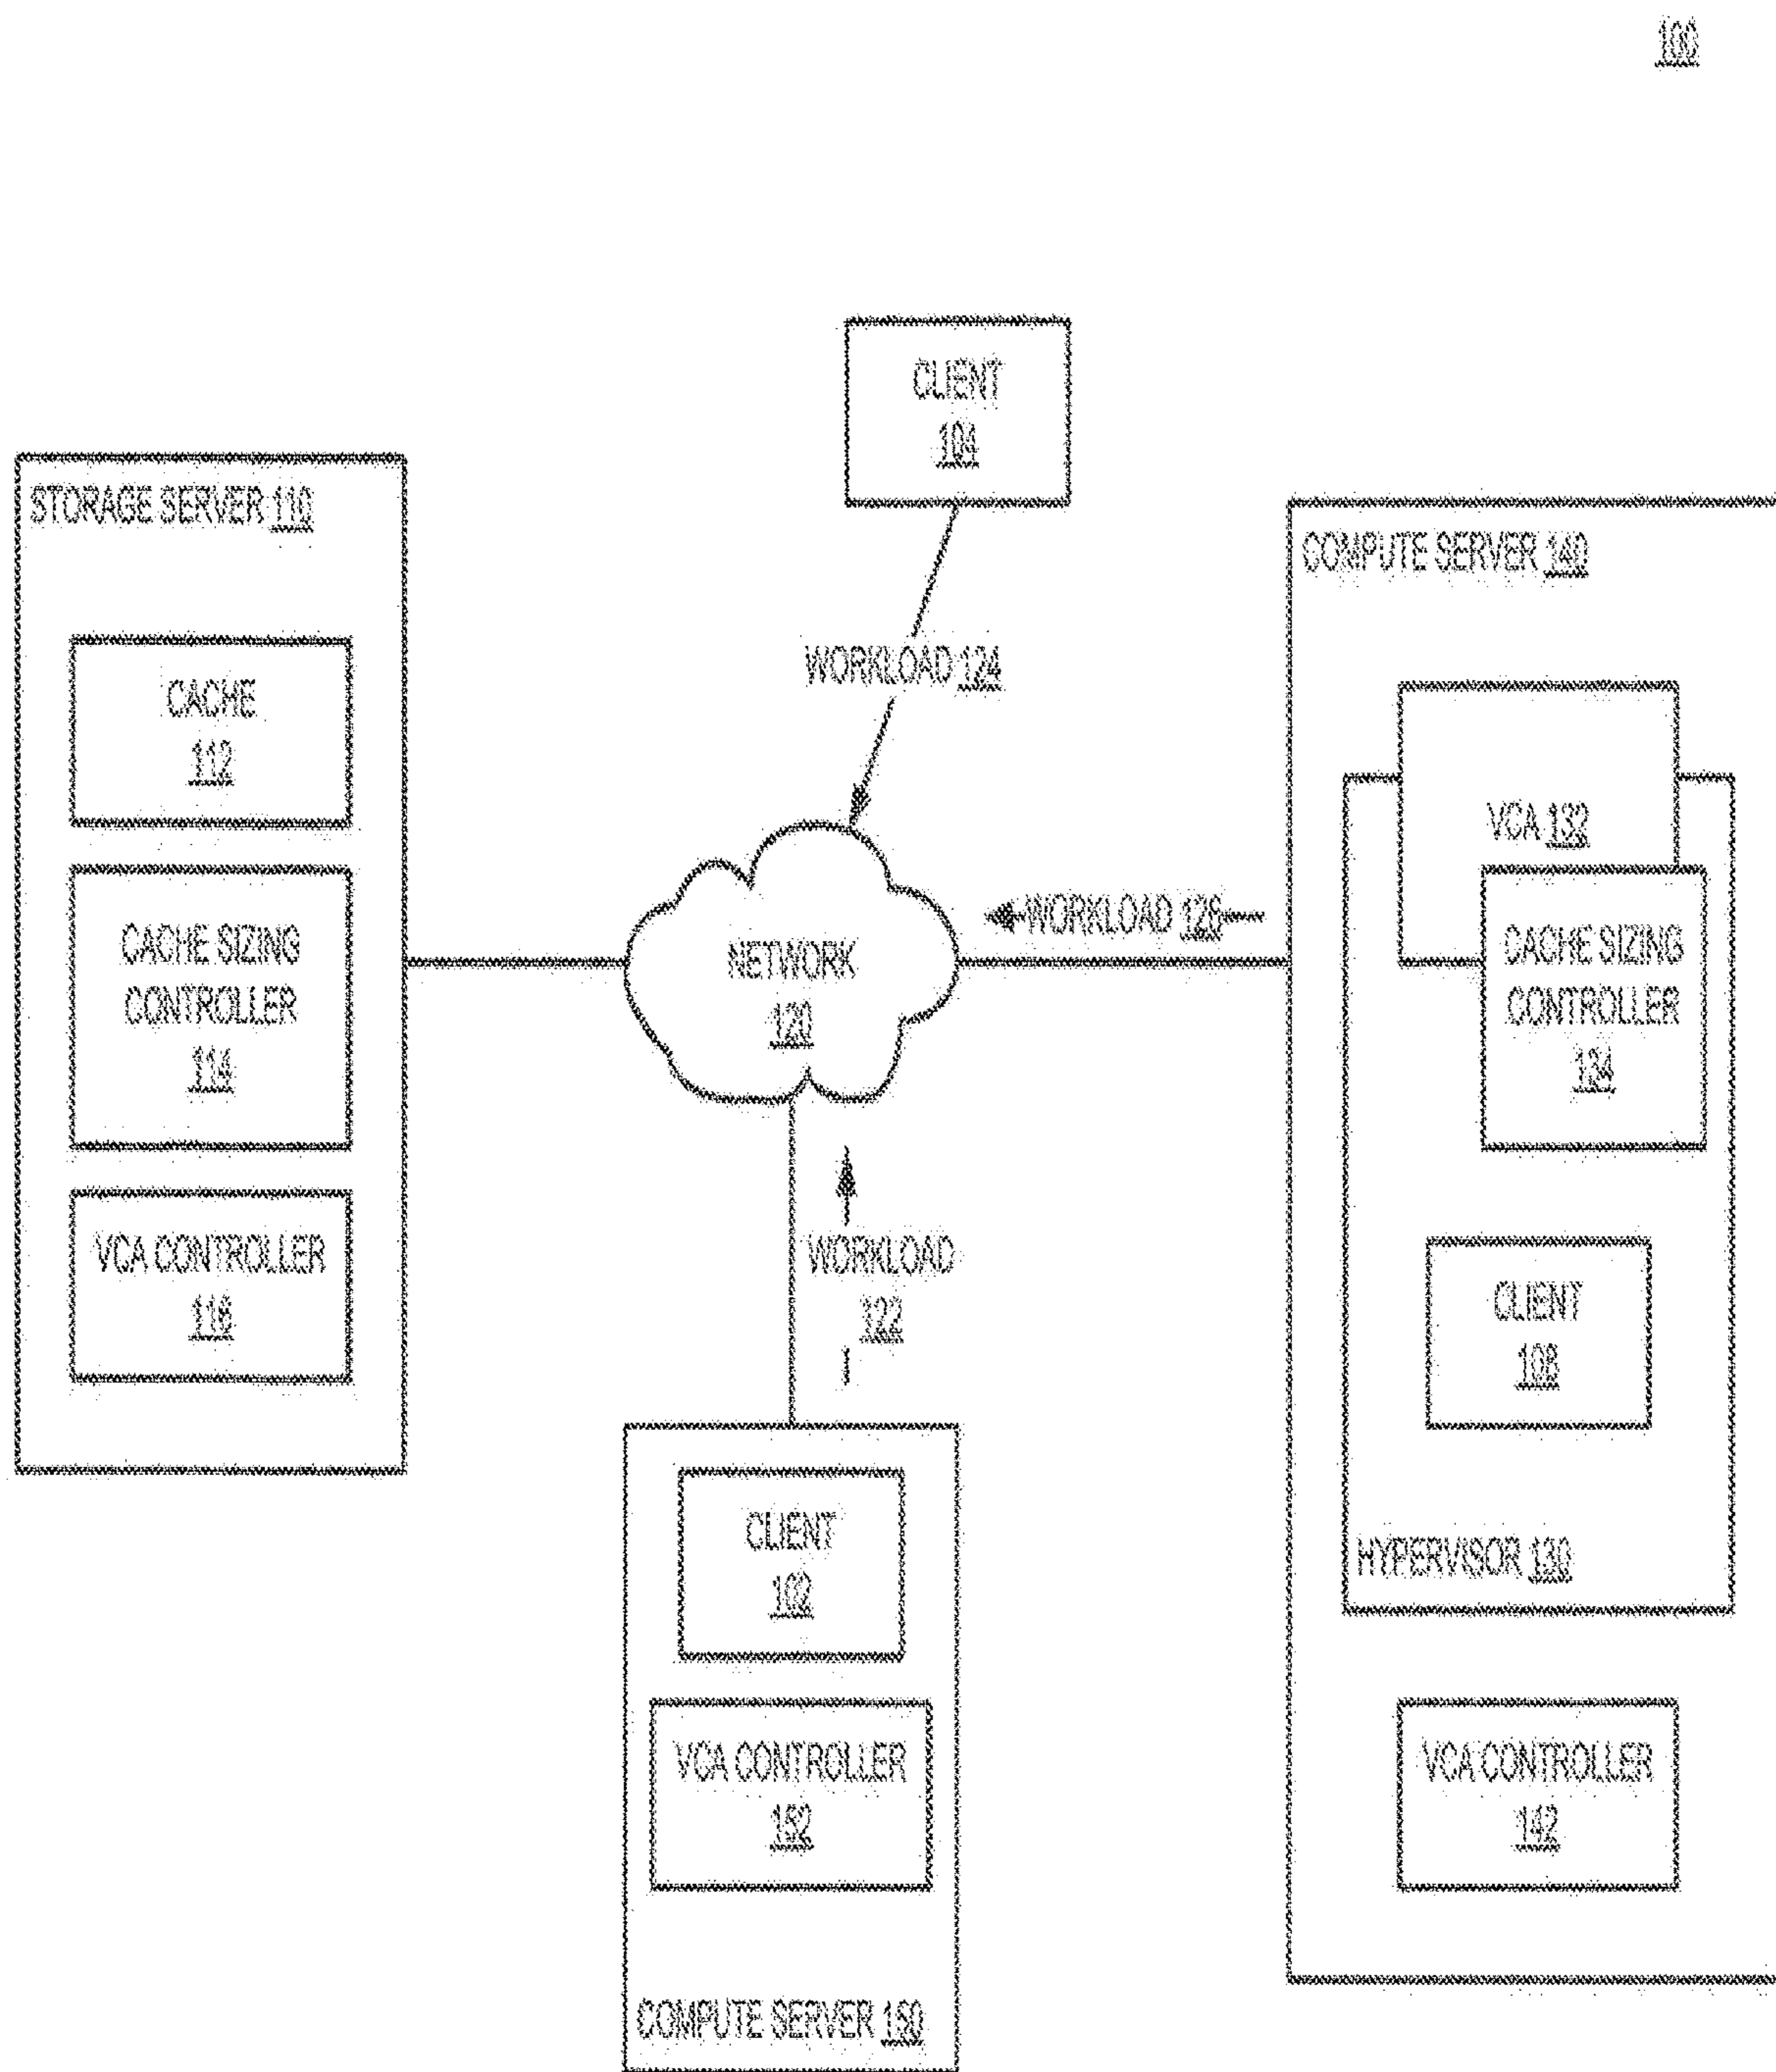 100
CLIENT
104
STORAGE SERVER 110
COMPUTE SERVER 140
WORKLOAD 124
CACHE
112
VCA 132
WORKLOAD 126
CACHE SIZING
CONTROLLER
114
NETWORK
120
CACHE SIZING
CONTROLLER
134
VCA CONTROLLER
116
WORKLOAD
122
CLIENT
106
CLIENT
102
HYPERVISOR 130
VCA CONTROLLER
152
VCA CONTROLLER
142
COMPUTE SERVER 150